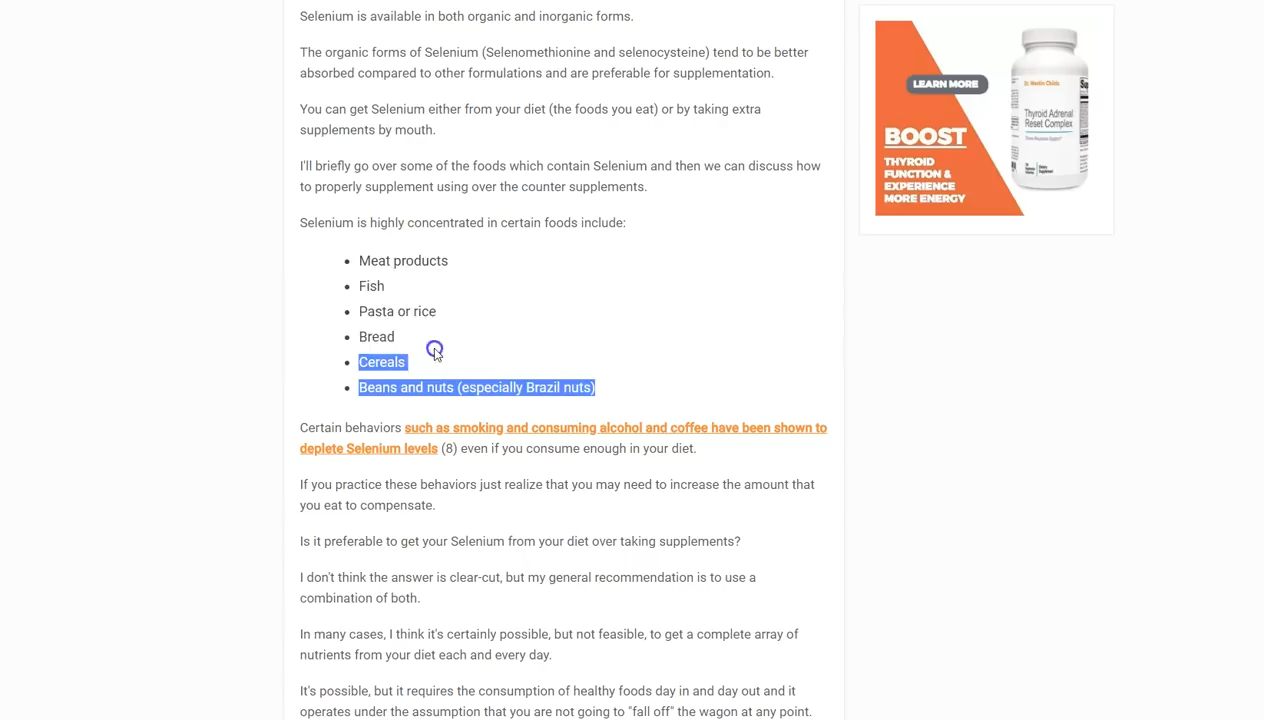 Selenium is available in both organic and inorganic forms.
The organic forms of Selenium (Selenomethionine and selenocysteine) tend to be better
absorbed compared to other formulations and are preferable for supplementation.
You can get Selenium either from your diet (the foods you eat) or by taking extra
supplements by mouth.
I'll briefly go over some of the foods which contain Selenium and then we can discuss how
to properly supplement using over the counter supplements.
Selenium is highly concentrated in certain foods include:
Meat products
Fish
Pasta or rice
Bread
Cereals
Beans and nuts (especially Brazil nuts)
Certain behaviors such as smoking and consuming alcohol and coffee have been shown to
deplete Selenium levels (8) even if you consume enough in your diet.
If you practice these behaviors just realize that you may need to increase the amount that
you eat to compensate.
Is it preferable to get your Selenium from your diet over taking supplements?
I don't think the answer is clear-cut, but my general recommendation is to use a
combination of both.
In many cases, I think it's certainly possible, but not feasible, to get a complete array of
nutrients from your diet each and every day.
It's possible, but it requires the consumption of healthy foods day in and day out and it
operates under the assumption that you are not going to "fall off" the wagon at any point.
LEARN MORE
BOOST
THYROID
FUNCTION &
EXPERIENCE
MORE ENERGY
Dr. Westin Childs
Thyroid Adrenal
Reset Complex